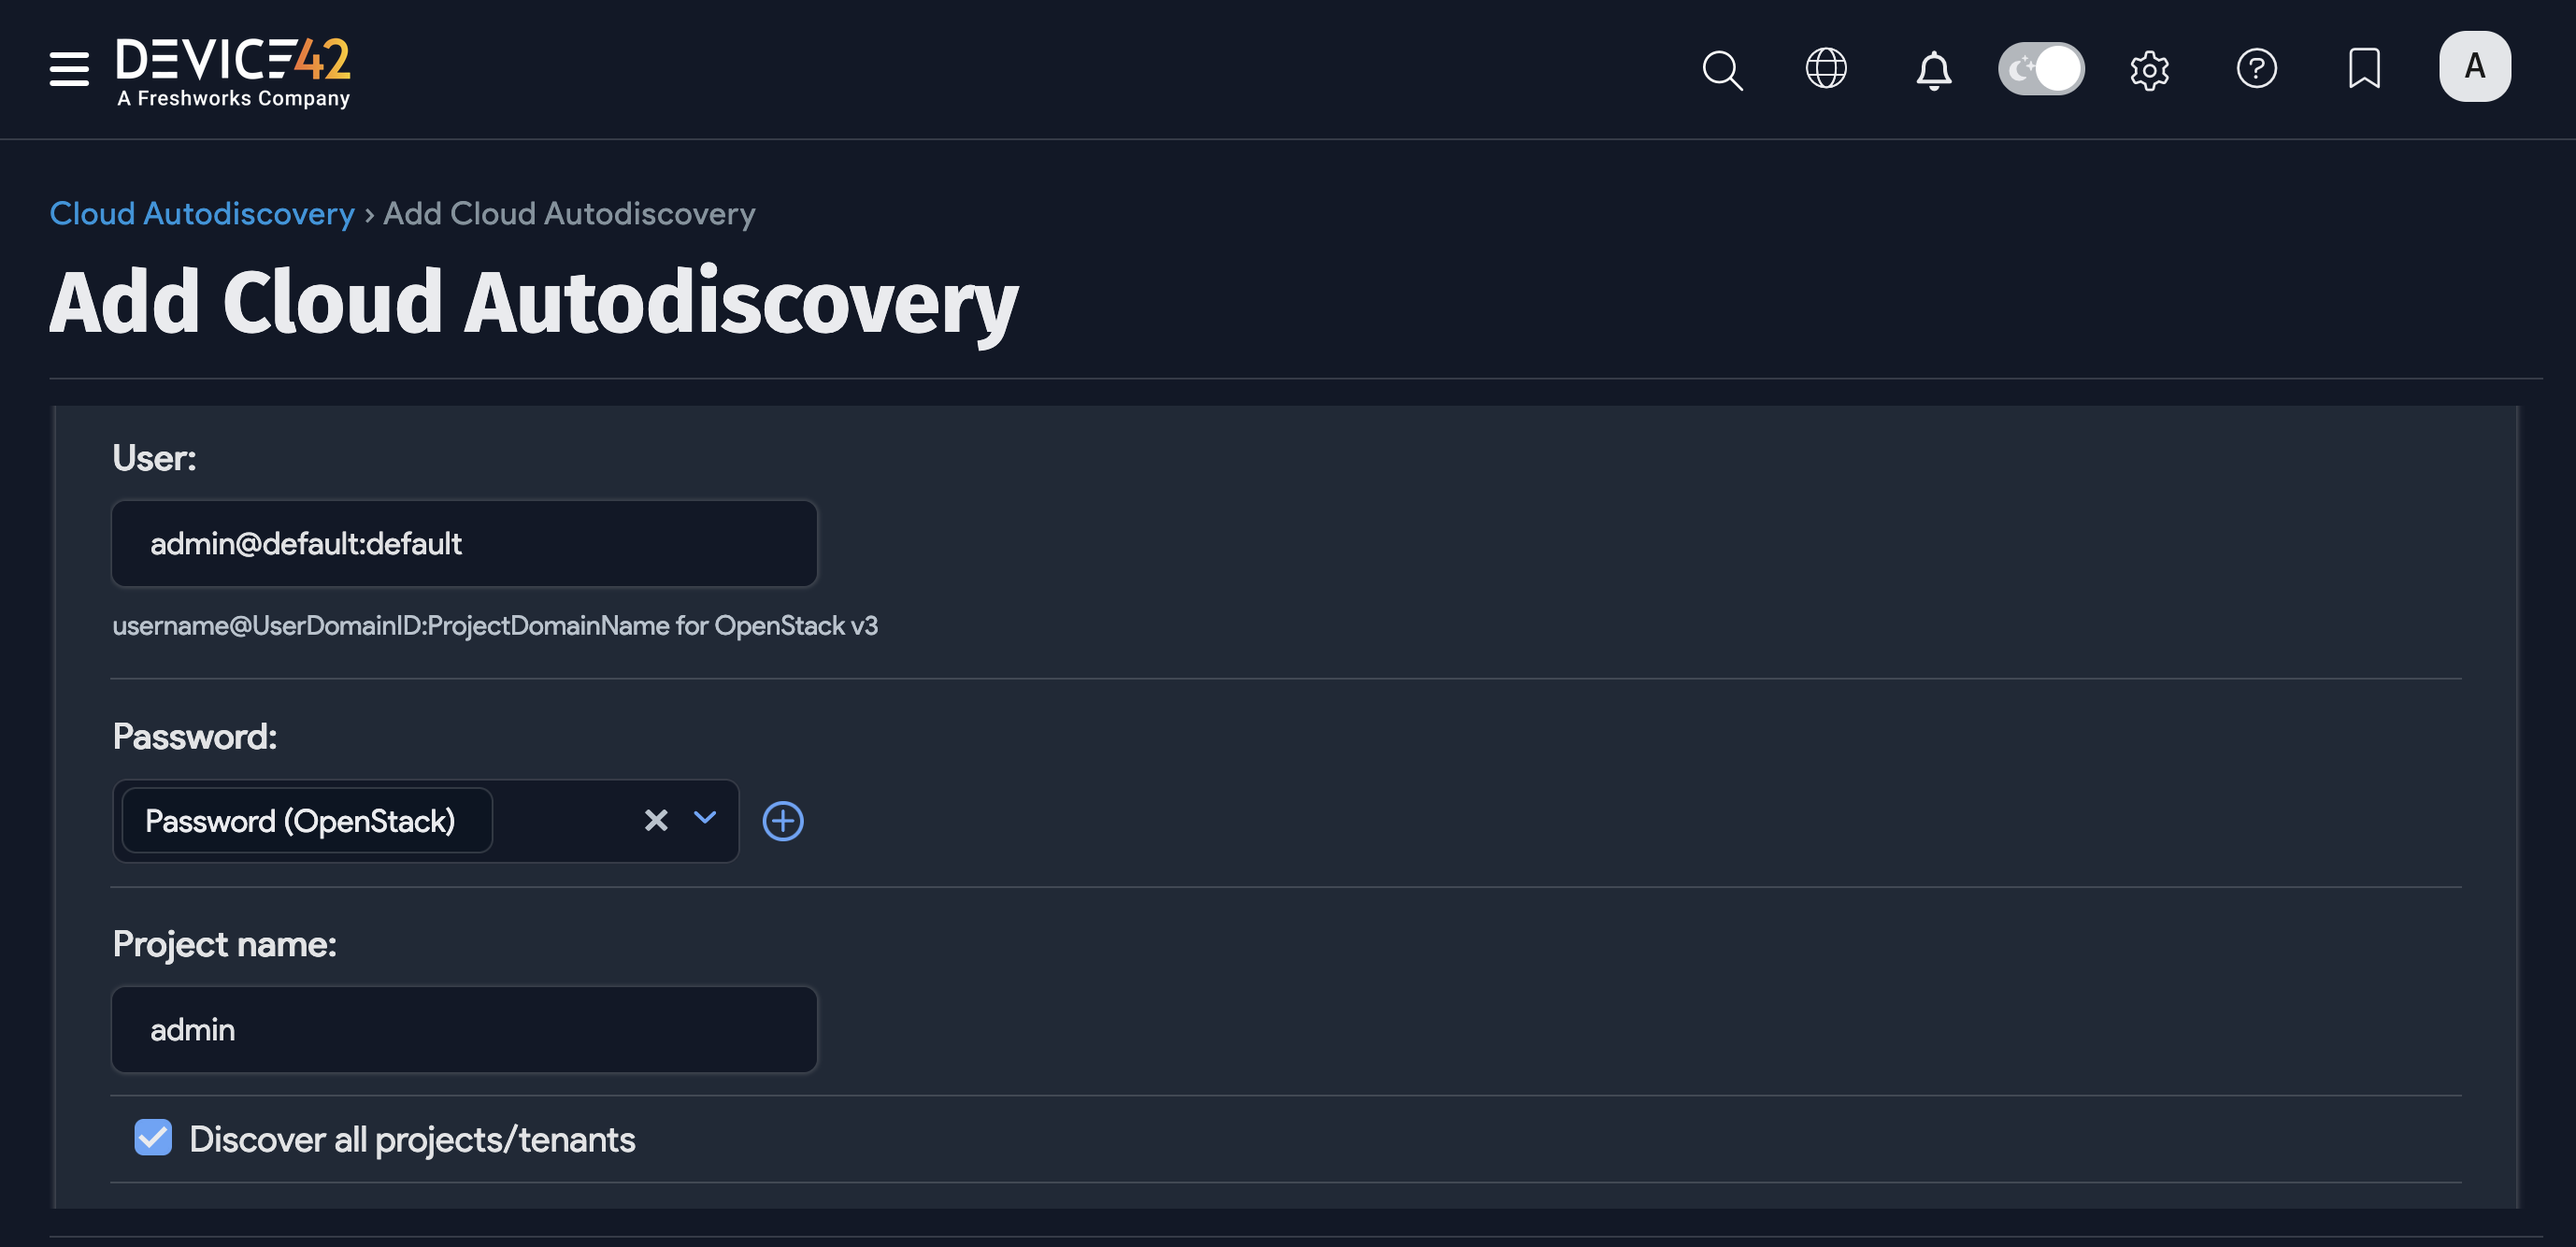 DEVICE42
A Freshworks Company
A
Cloud Autodiscovery › Add Cloud Autodiscovery
Add Cloud Autodiscovery
User:
admin@default:default
username@UserDomainID:ProjectDomainName for OpenStack v3
Password:
Password (OpenStack)
Project name:
admin
Discover all projects/tenants